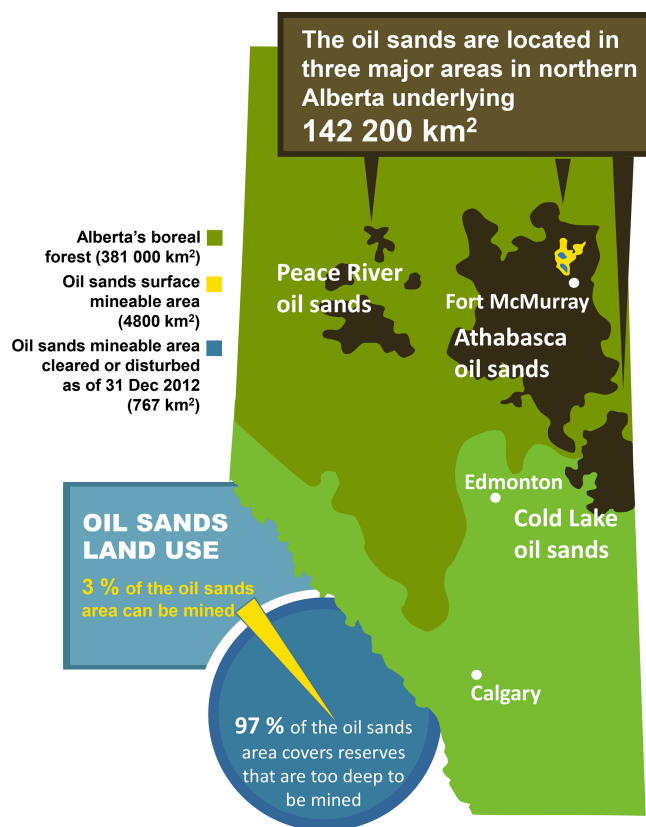 The oil sands are located in
three major areas in northern
Alberta underlying
142 200 km²
Alberta’s boreal
forest (381 000 km²)
Oil sands surface
mineable area
(4800 km²)
Oil sands mineable area
cleared or disturbed
as of 31 Dec 2012
(767 km²)
Peace River
oil sands
Fort McMurray
Athabasca
oil sands
Edmonton
Cold Lake
oil sands
Calgary
OIL SANDS
LAND USE
3 % of the oil sands
area can be mined
97 % of the oil sands
area covers reserves
that are too deep to
be mined